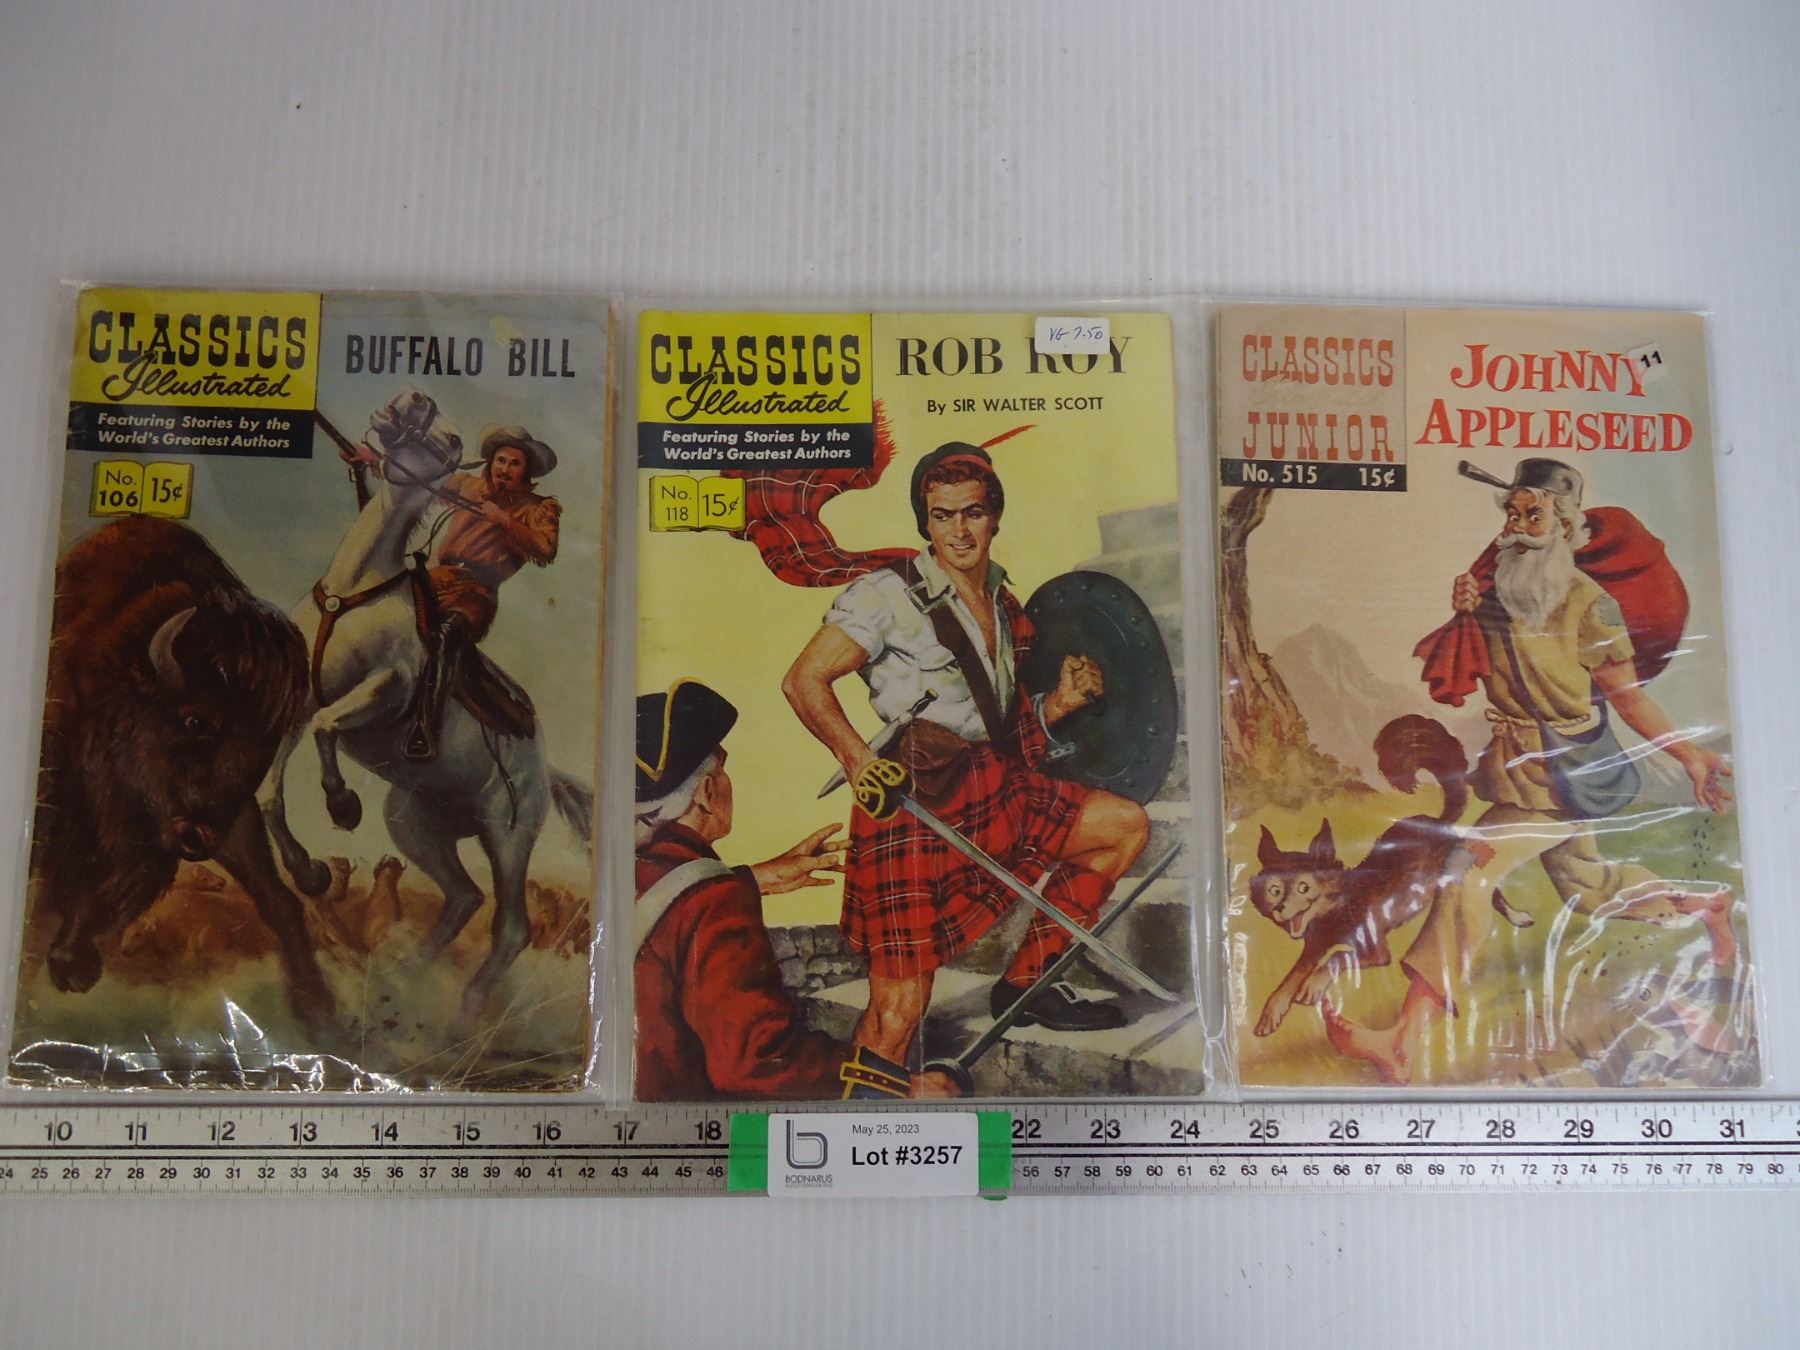 CLASSICS
Illustrated
Featuring Stories by the
World's Greatest Authors
No. 106 15¢
BUFFALO BILL
CLASSICS
Illustrated
Featuring Stories by the
World's Greatest Authors
No. 118 15¢
ROB ROY
VG 7.50
By SIR WALTER SCOTT
CLASSICS
JUNIOR
No. 515 15¢
JOHNNY
11
APPLESEED
10 11 12 13 14 15 16 17 18 22 23 24 25 26 27 28 29 30 31
24 25 26 27 28 29 30 31 32 33 34 35 36 37 38 39 40 41 42 43 44 45 46 56 57 58 59 60 61 62 63 64 65 66 67 68 69 70 71 72 73 74 75 76 77 78 79 80
May 25, 2023
Lot #3257
b
BODNARUS
AUCTIONEERING